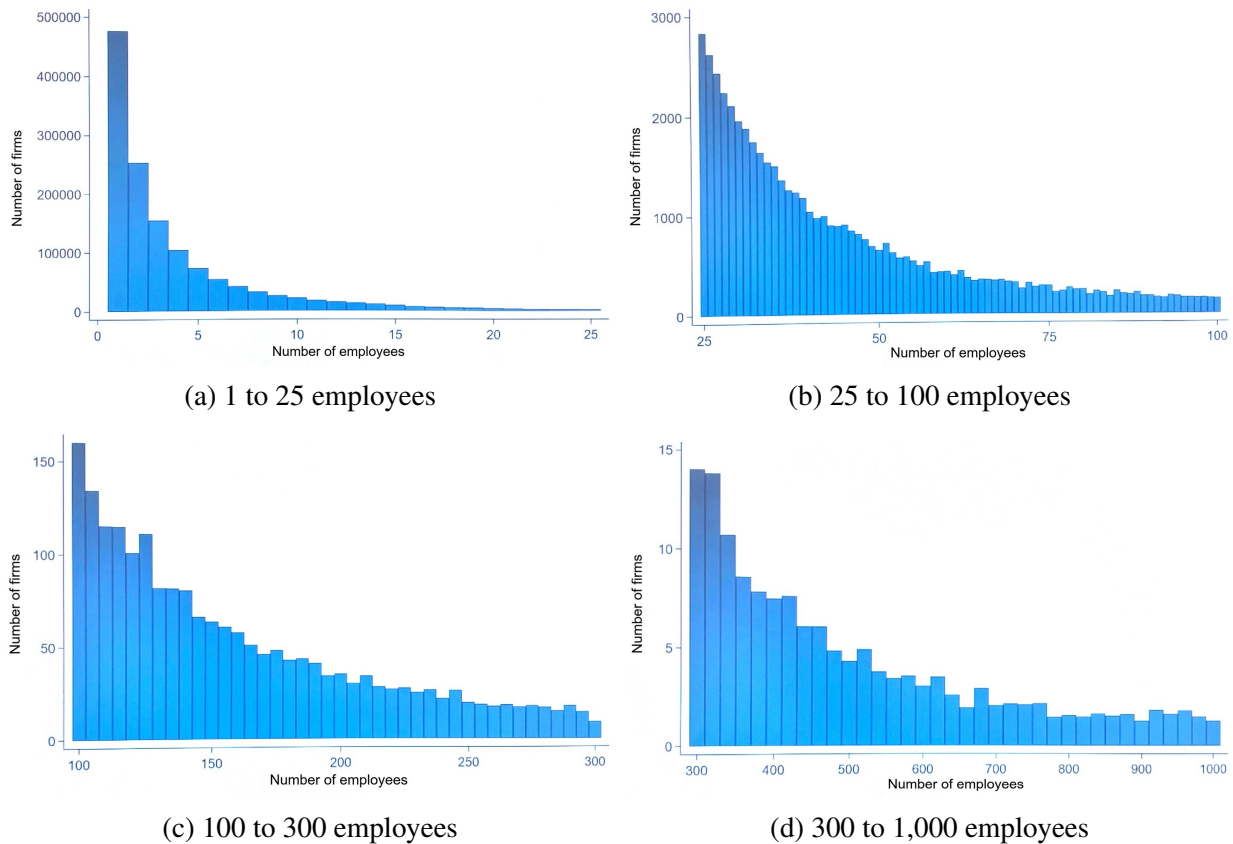 500000
400000
300000
200000
100000
0
Number of firms
0 5 10 15 20 25
Number of employees
(a) 1 to 25 employees
3000
2000
1000
0
Number of firms
25 50 75 100
Number of employees
(b) 25 to 100 employees
150
100
50
0
Number of firms
100 150 200 250 300
Number of employees
(c) 100 to 300 employees
15
10
5
0
Number of firms
300 400 500 600 700 800 900 1000
Number of employees
(d) 300 to 1,000 employees